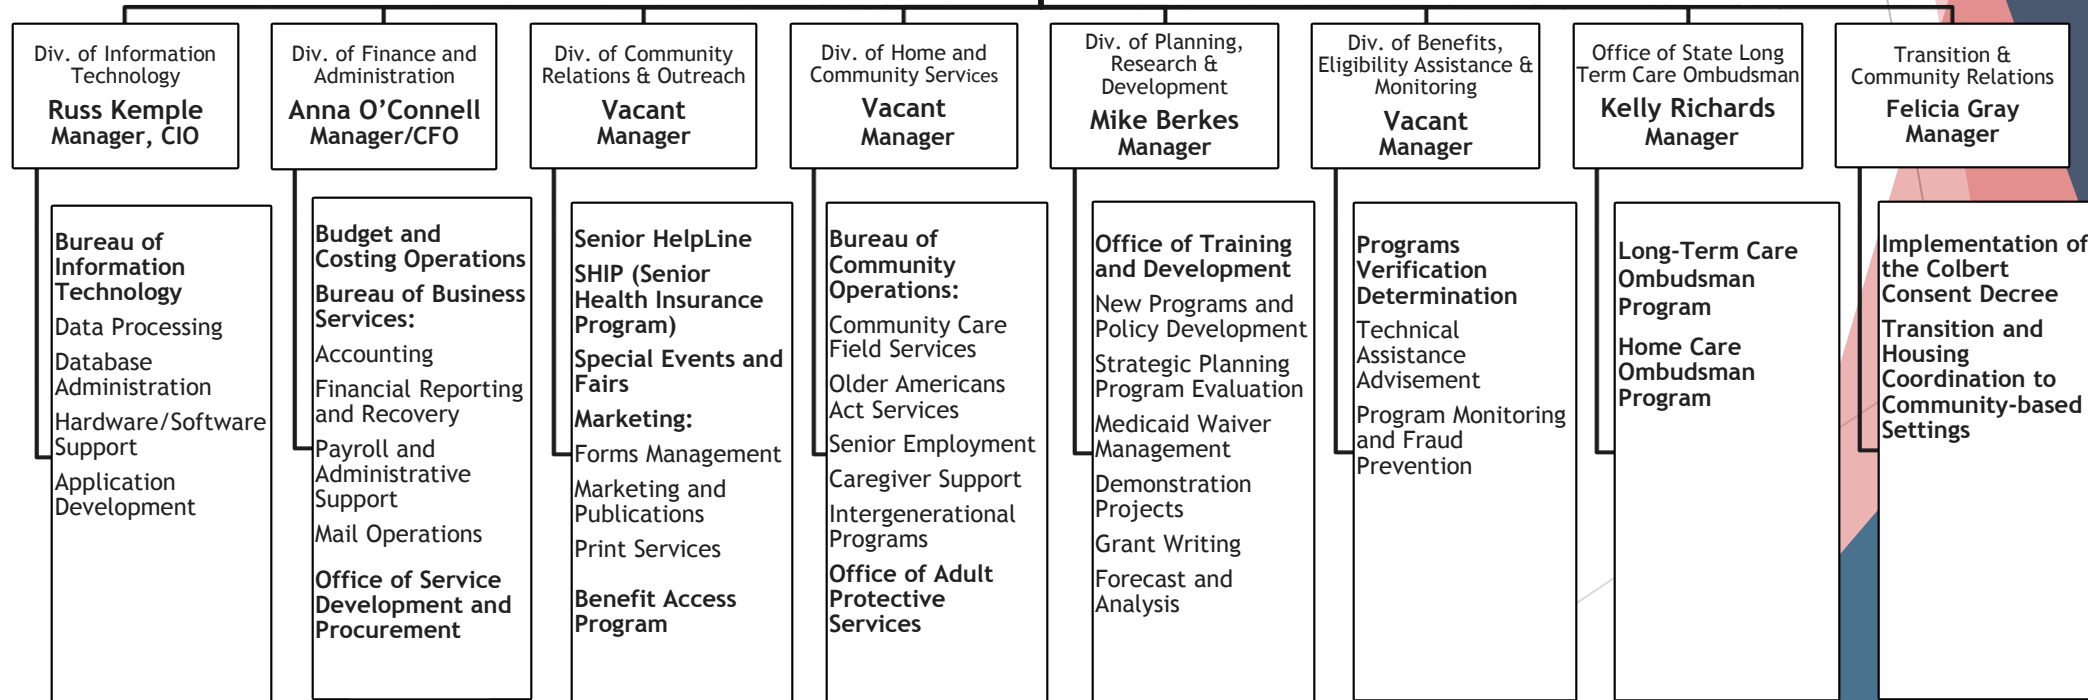 Div. of Information
Technology
Russ Kemple
Manager, CIO
Div. of Finance and
Administration
Anna O’Connell
Manager/CFO
Div. of Community
Relations & Outreach
Vacant
Manager
Div. of Home and
Community Services
Vacant
Manager
Div. of Planning,
Research &
Development
Mike Berkes
Manager
Div. of Benefits,
Eligibility Assistance &
Monitoring
Vacant
Manager
Office of State Long
Term Care Ombudsman
Kelly Richards
Manager
Transition &
Community Relations
Felicia Gray
Manager
Bureau of
Information
Technology
Data Processing
Database
Administration
Hardware/Software
Support
Application
Development
Budget and
Costing Operations
Bureau of Business
Services:
Accounting
Financial Reporting
and Recovery
Payroll and
Administrative
Support
Mail Operations
Office of Service
Development and
Procurement
Senior HelpLine
SHIP (Senior
Health Insurance
Program)
Special Events and
Fairs
Marketing:
Forms Management
Marketing and
Publications
Print Services
Benefit Access
Program
Bureau of
Community
Operations:
Community Care
Field Services
Older Americans
Act Services
Senior Employment
Caregiver Support
Intergenerational
Programs
Office of Adult
Protective
Services
Office of Training
and Development
New Programs and
Policy Development
Strategic Planning
Program Evaluation
Medicaid Waiver
Management
Demonstration
Projects
Grant Writing
Forecast and
Analysis
Programs
Verification
Determination
Technical
Assistance
Advisement
Program Monitoring
and Fraud
Prevention
Long-Term Care
Ombudsman
Program
Home Care
Ombudsman
Program
Implementation of
the Colbert
Consent Decree
Transition and
Housing
Coordination to
Community-based
Settings